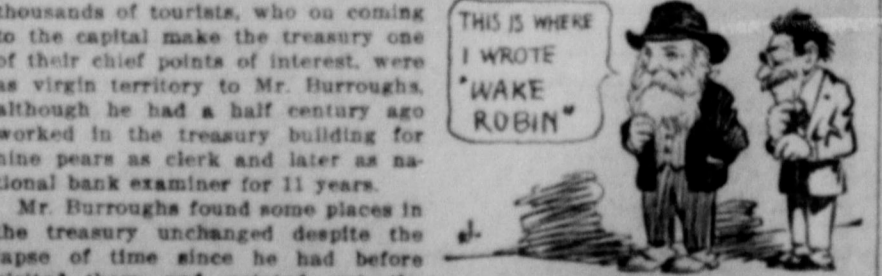 thousands of tourists, who on coming
to the capital make the treasury one
of their chief points of interest, were
as virgin territory to Mr. Burroughs,
although he had a half century ago
worked in the treasury building for
nine pears as clerk and later as na-
tional bank examiner for 11 years.
Mr. Burroughs found some places in
the treasury unchanged despite the
lapse of time since he had before
THIS IS WHERE
I WROTE
"WAKE
ROBIN"
J.